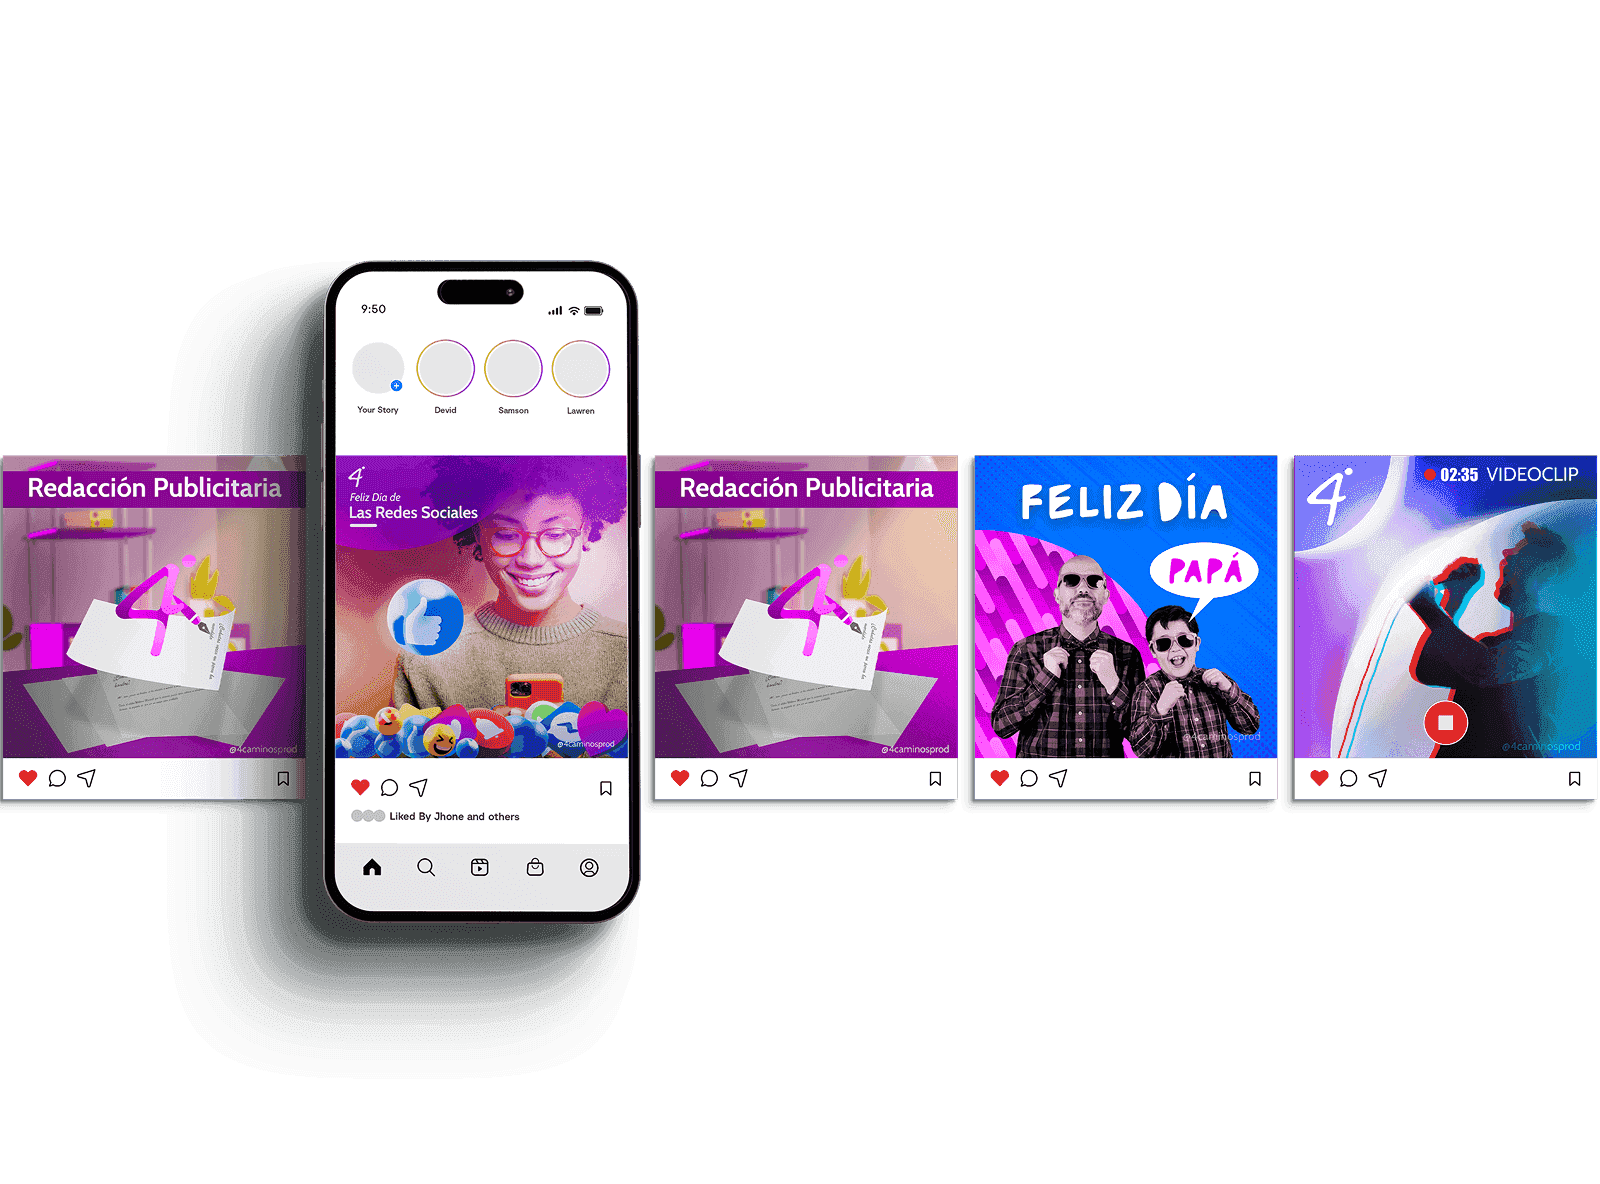 9:50
Your Story
Devid
Samson
Lawren
Redacción Publicitaria
@4caminosprod
4
Feliz Dia de
Las Redes Sociales
@4caminosprod
Liked By Jhone and others
Redacción Publicitaria
@4caminosprod
FELIZ DÍA
PAPÁ
@4caminosprod
4
02:35 VIDEOCLIP
@4caminosprod